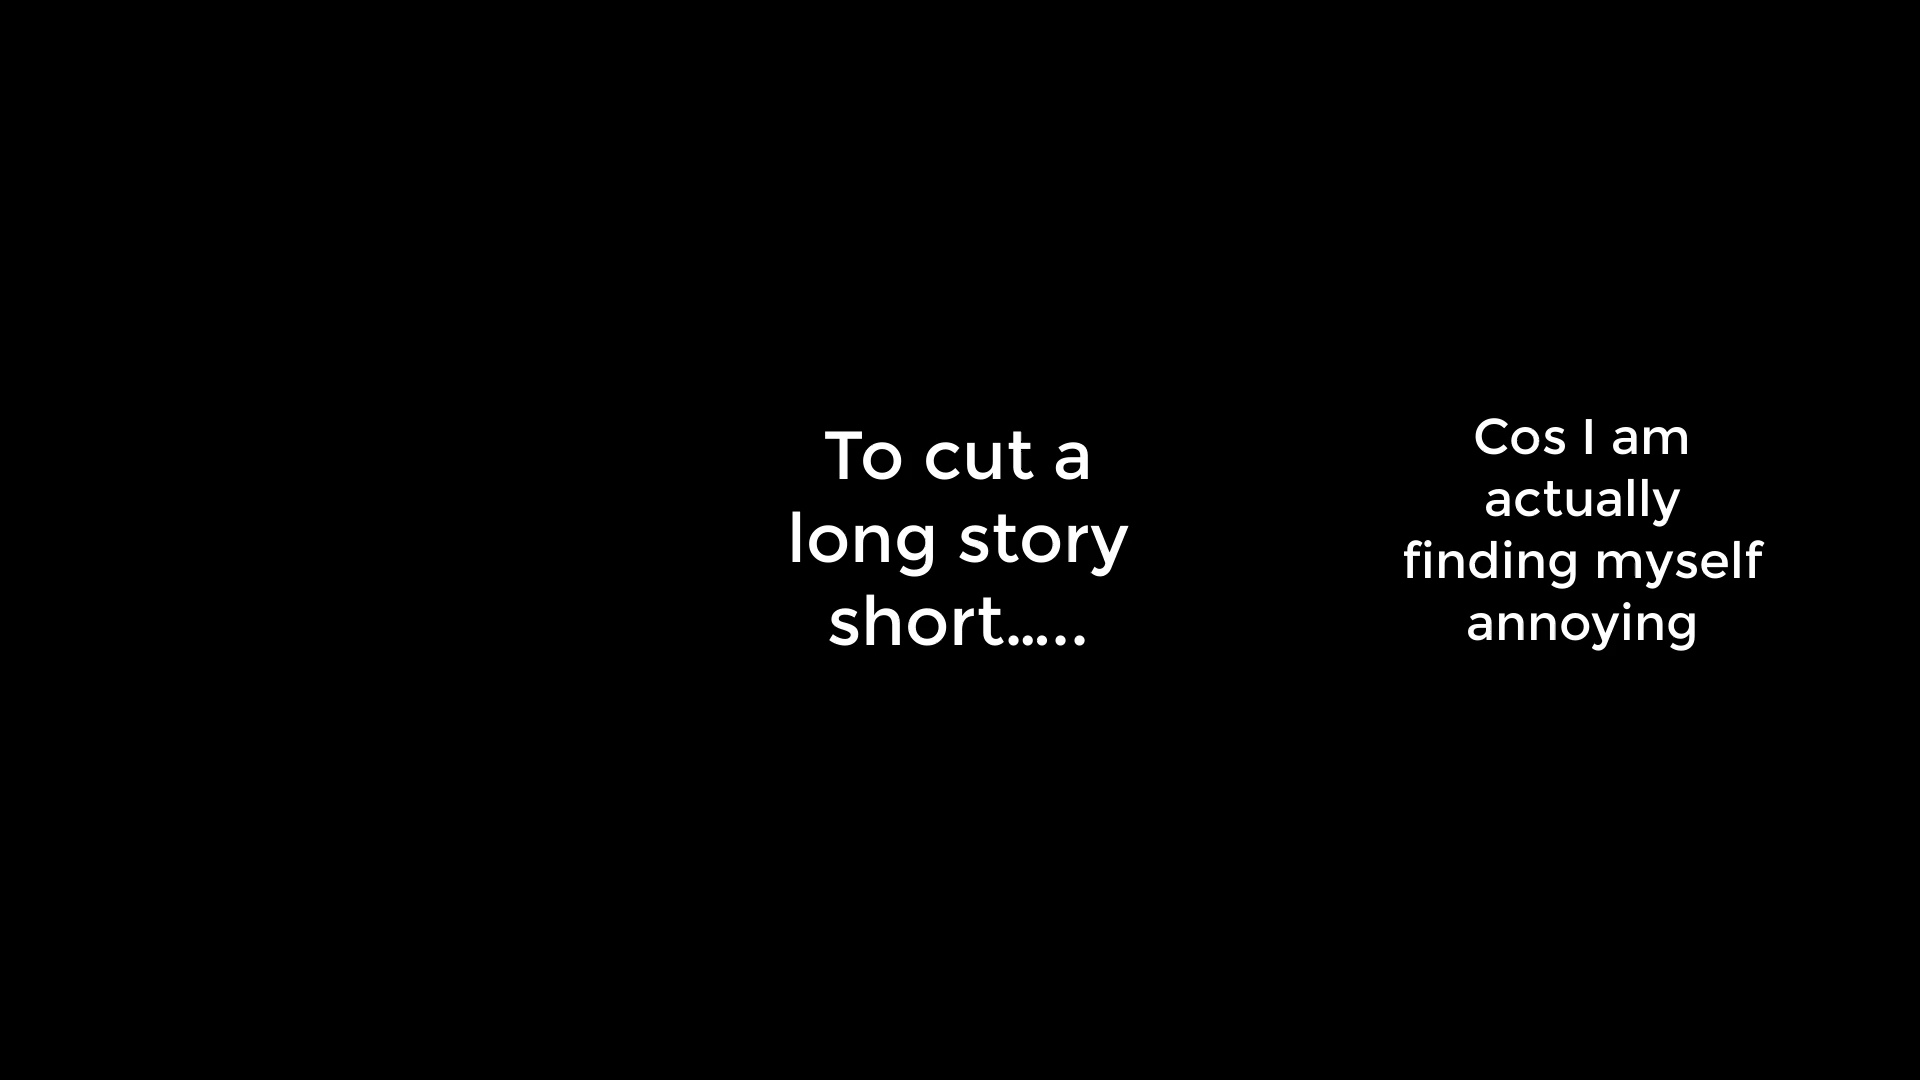 To cut a
long story
short…..
Cos I am
actually
finding myself
annoying